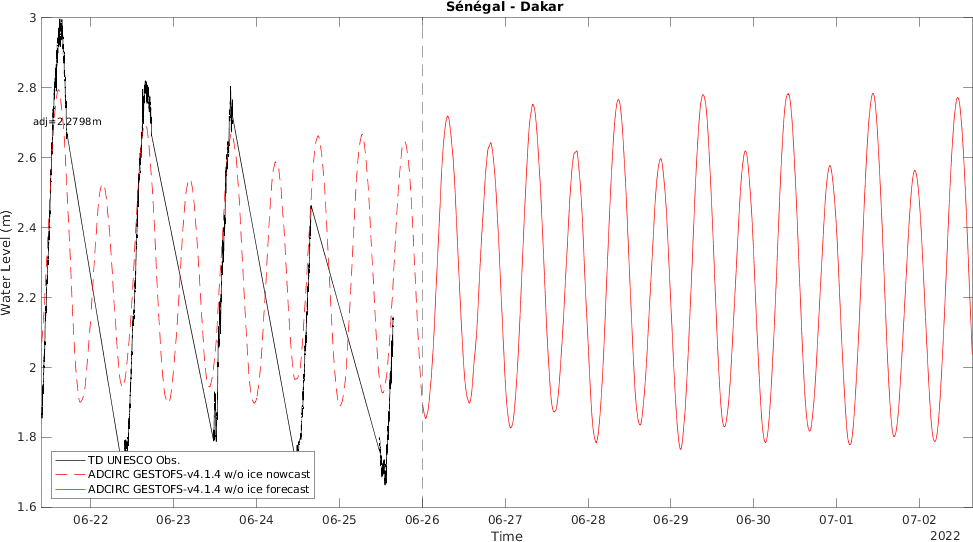 Sénégal - Dakar
3
2.8
2.6
2.4
2.2
2
1.8
1.6
Water Level (m)
adj=2.2798m
TD UNESCO Obs.
ADCIRC GESTOFS-v4.1.4 w/o ice nowcast
ADCIRC GESTOFS-v4.1.4 w/o ice forecast
06-22 06-23 06-24 06-25 06-26 06-27 06-28 06-29 06-30 07-01 07-02
Time
2022